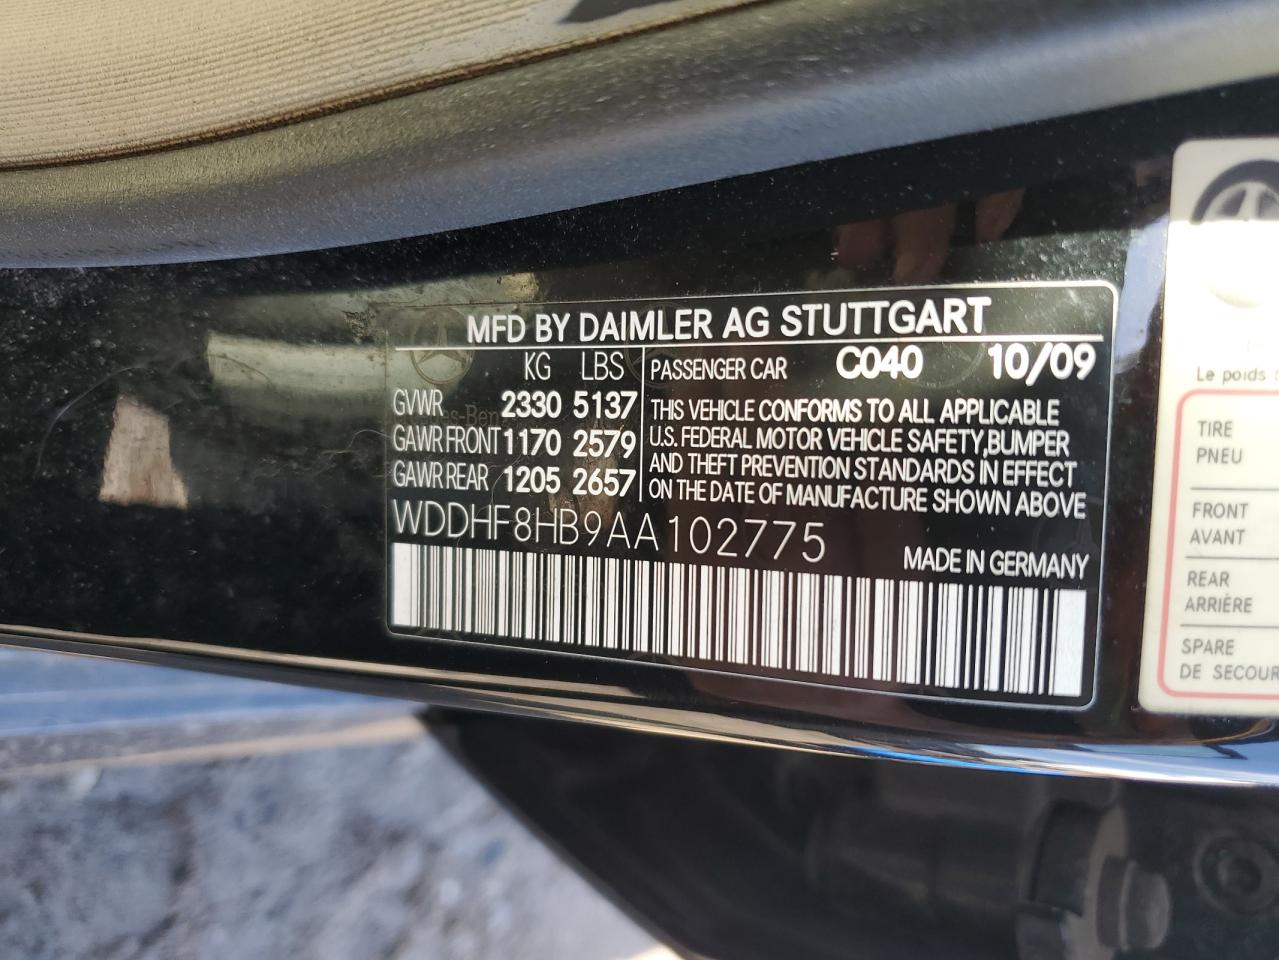 MFD BY DAIMLER AG STUTTGART
KG LBS
GVWR 2330 5137
GAWR FRONT 1170 2579
GAWR REAR 1205 2657
PASSENGER CAR C040 10/09
THIS VEHICLE CONFORMS TO ALL APPLICABLE
U.S. FEDERAL MOTOR VEHICLE SAFETY,BUMPER
AND THEFT PREVENTION STANDARDS IN EFFECT
ON THE DATE OF MANUFACTURE SHOWN ABOVE
WDDHF8HB9AA102775
MADE IN GERMANY
Le poids
TIRE
PNEU
FRONT
AVANT
REAR
ARRIÈRE
SPARE
DE SECOUR